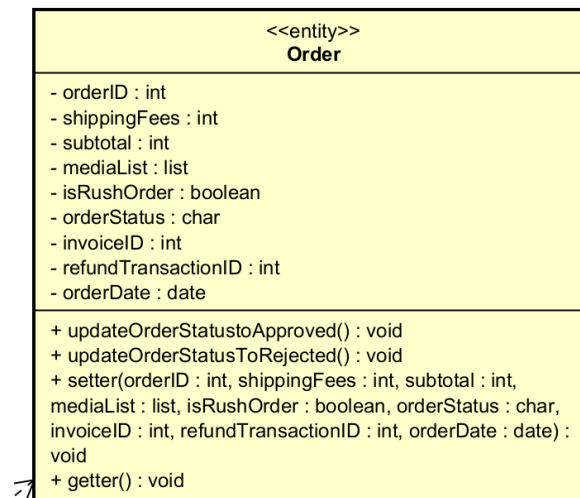 <<entity>>
Order
- orderID : int
- shippingFees : int
- subtotal : int
- mediaList : list
- isRushOrder : boolean
- orderStatus : char
- invoiceID : int
- refundTransactionID : int
- orderDate : date
+ updateOrderStatustoApproved() : void
+ updateOrderStatusToRejected() : void
+ setter(orderID : int, shippingFees : int, subtotal : int,
mediaList : list, isRushOrder : boolean, orderStatus : char,
invoiceID : int, refundTransactionID : int, orderDate : date) :
void
+ getter() : void